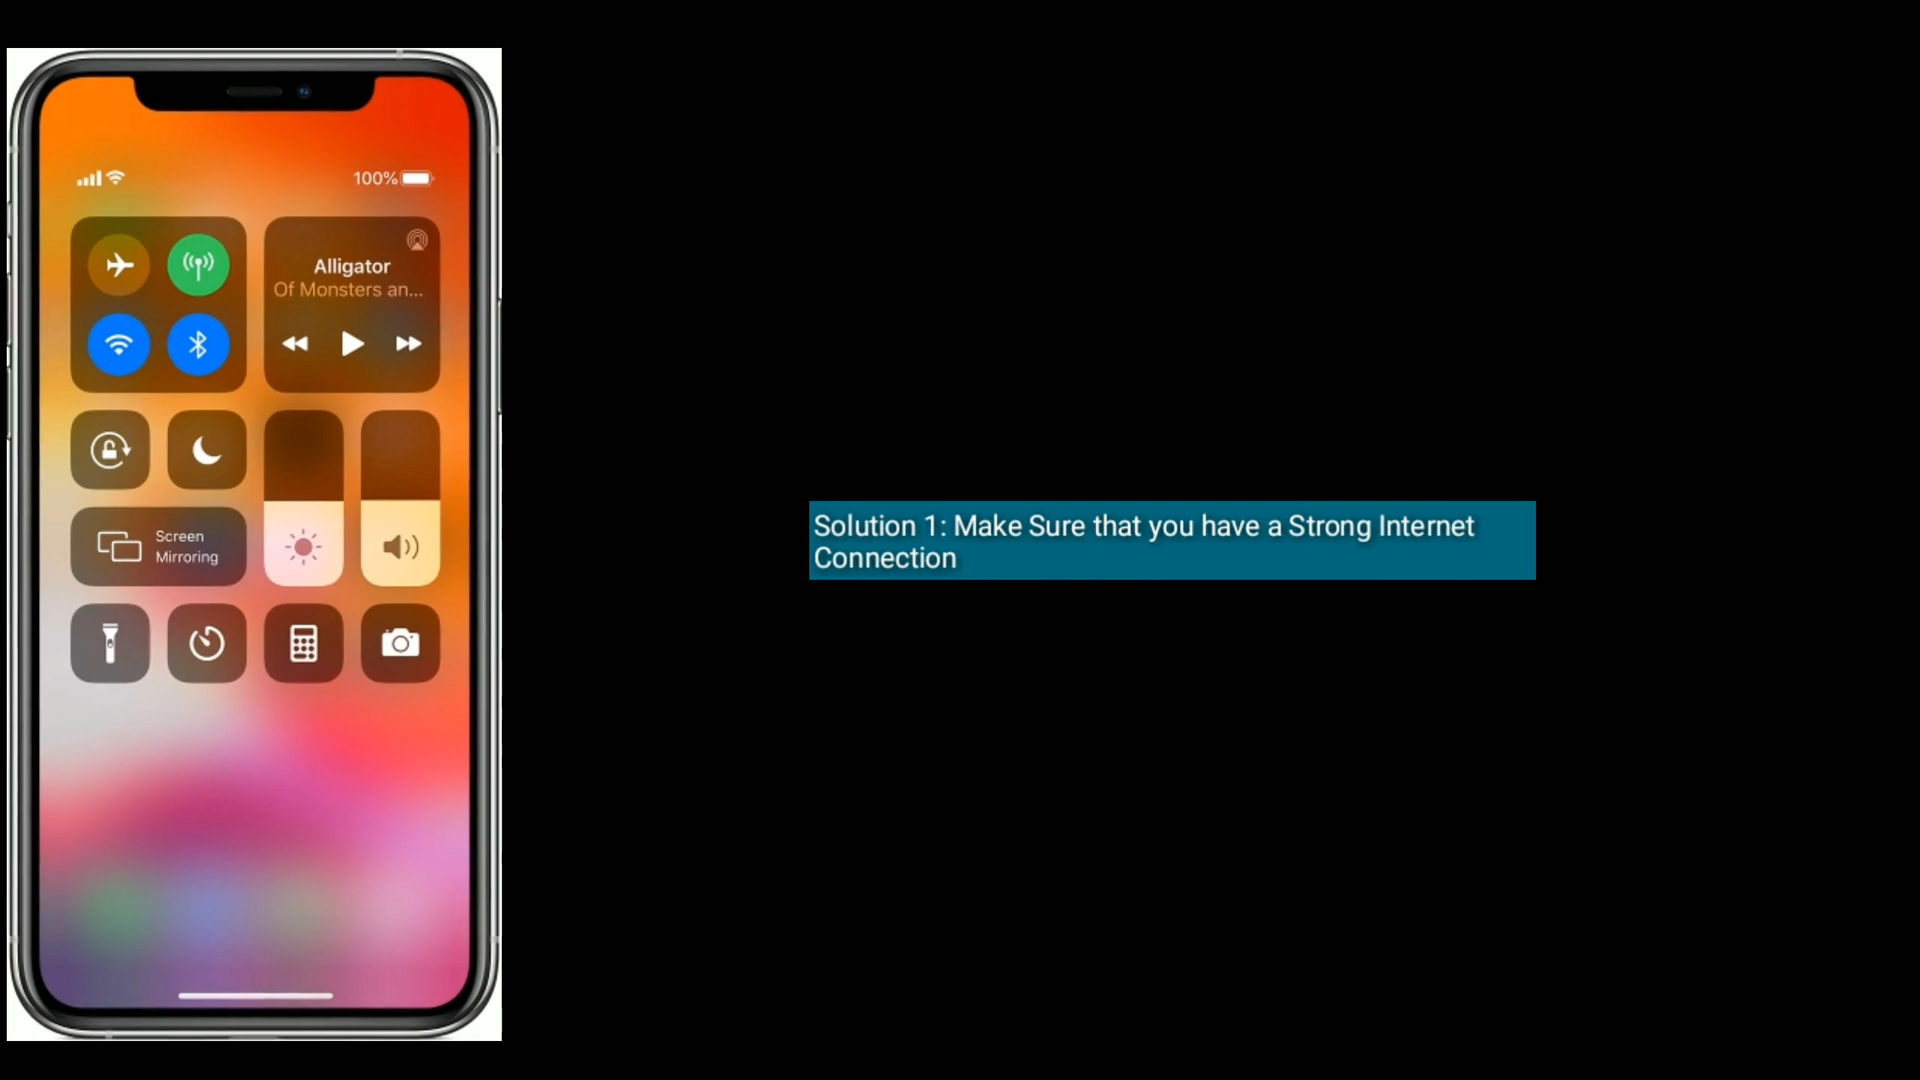 100%
Alligator
Of Monsters an...
Screen
Mirroring
Solution 1: Make Sure that you have a Strong Internet
Connection